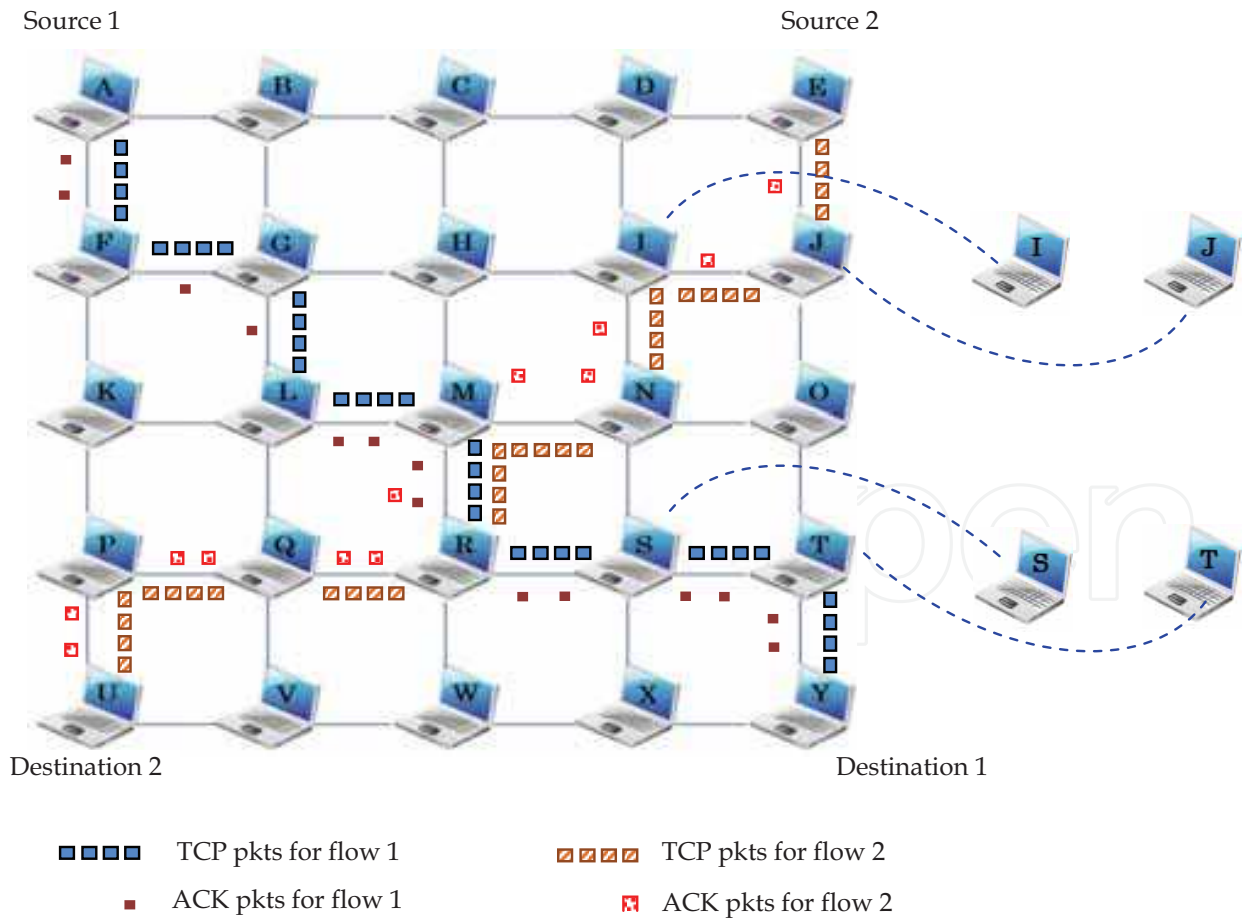 Source 1 Source 2
A B C D E
F G H I J I J
K L M N O
P Q R S T S T
U V W X Y
Destination 2 Destination 1
TCP pkts for flow 1 TCP pkts for flow 2
ACK pkts for flow 1 ACK pkts for flow 2